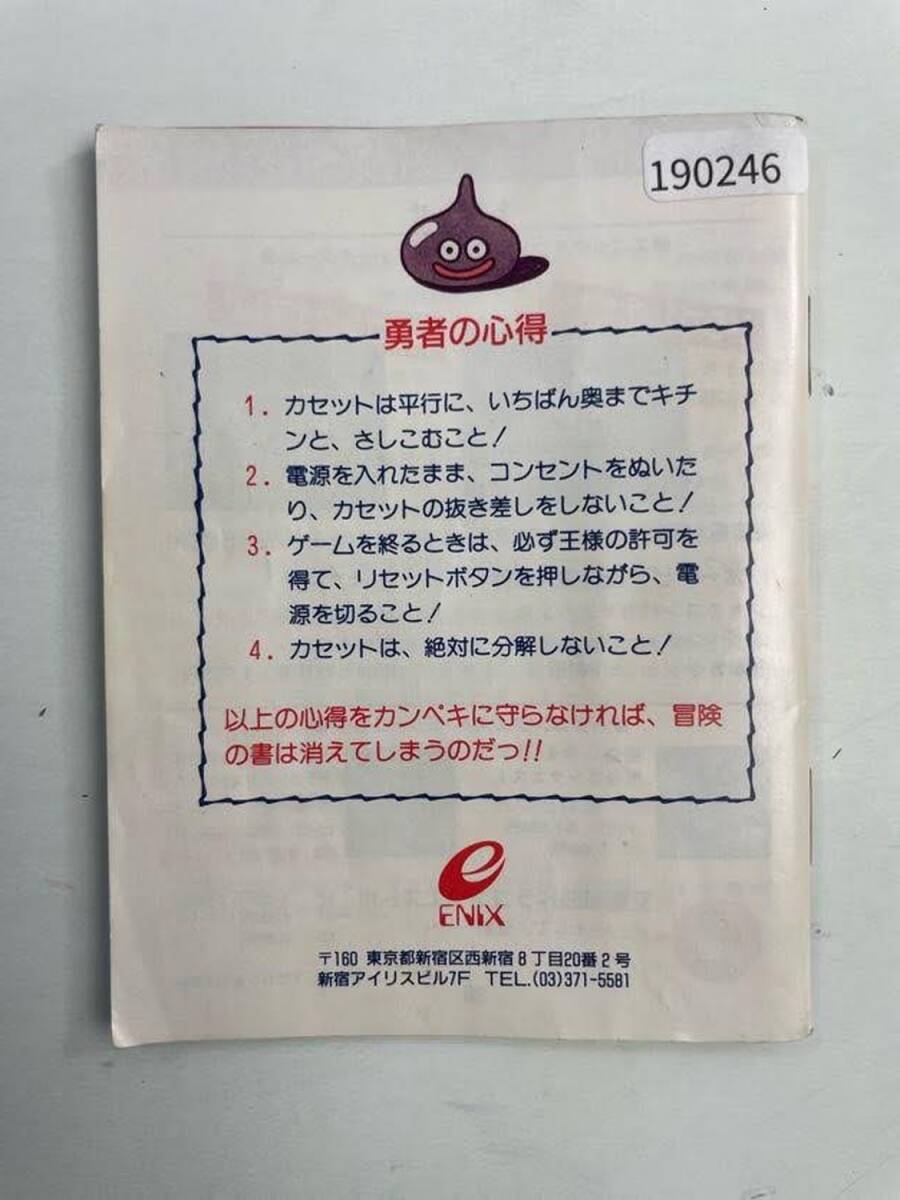 190246
勇者の心得
1. カセットは平行に、いちばん奥までキチ
ンと、さしこむこと!
2. 電源を入れたまま、コンセントをぬいた
り、カセットの抜き差しをしないこと!
3. ゲームを終るときは、必ず王様の許可を
得て、リセットボタンを押しながら、電
源を切ること!
4. カセットは、絶対に分解しないこと!
以上の心得をカンペキに守らなければ、冒険
の書は消えてしまうのだっ!!
ENIX
〒160 東京都新宿区西新宿8丁目20番2号
新宿アイリスビル7F TEL.(03)371-5581